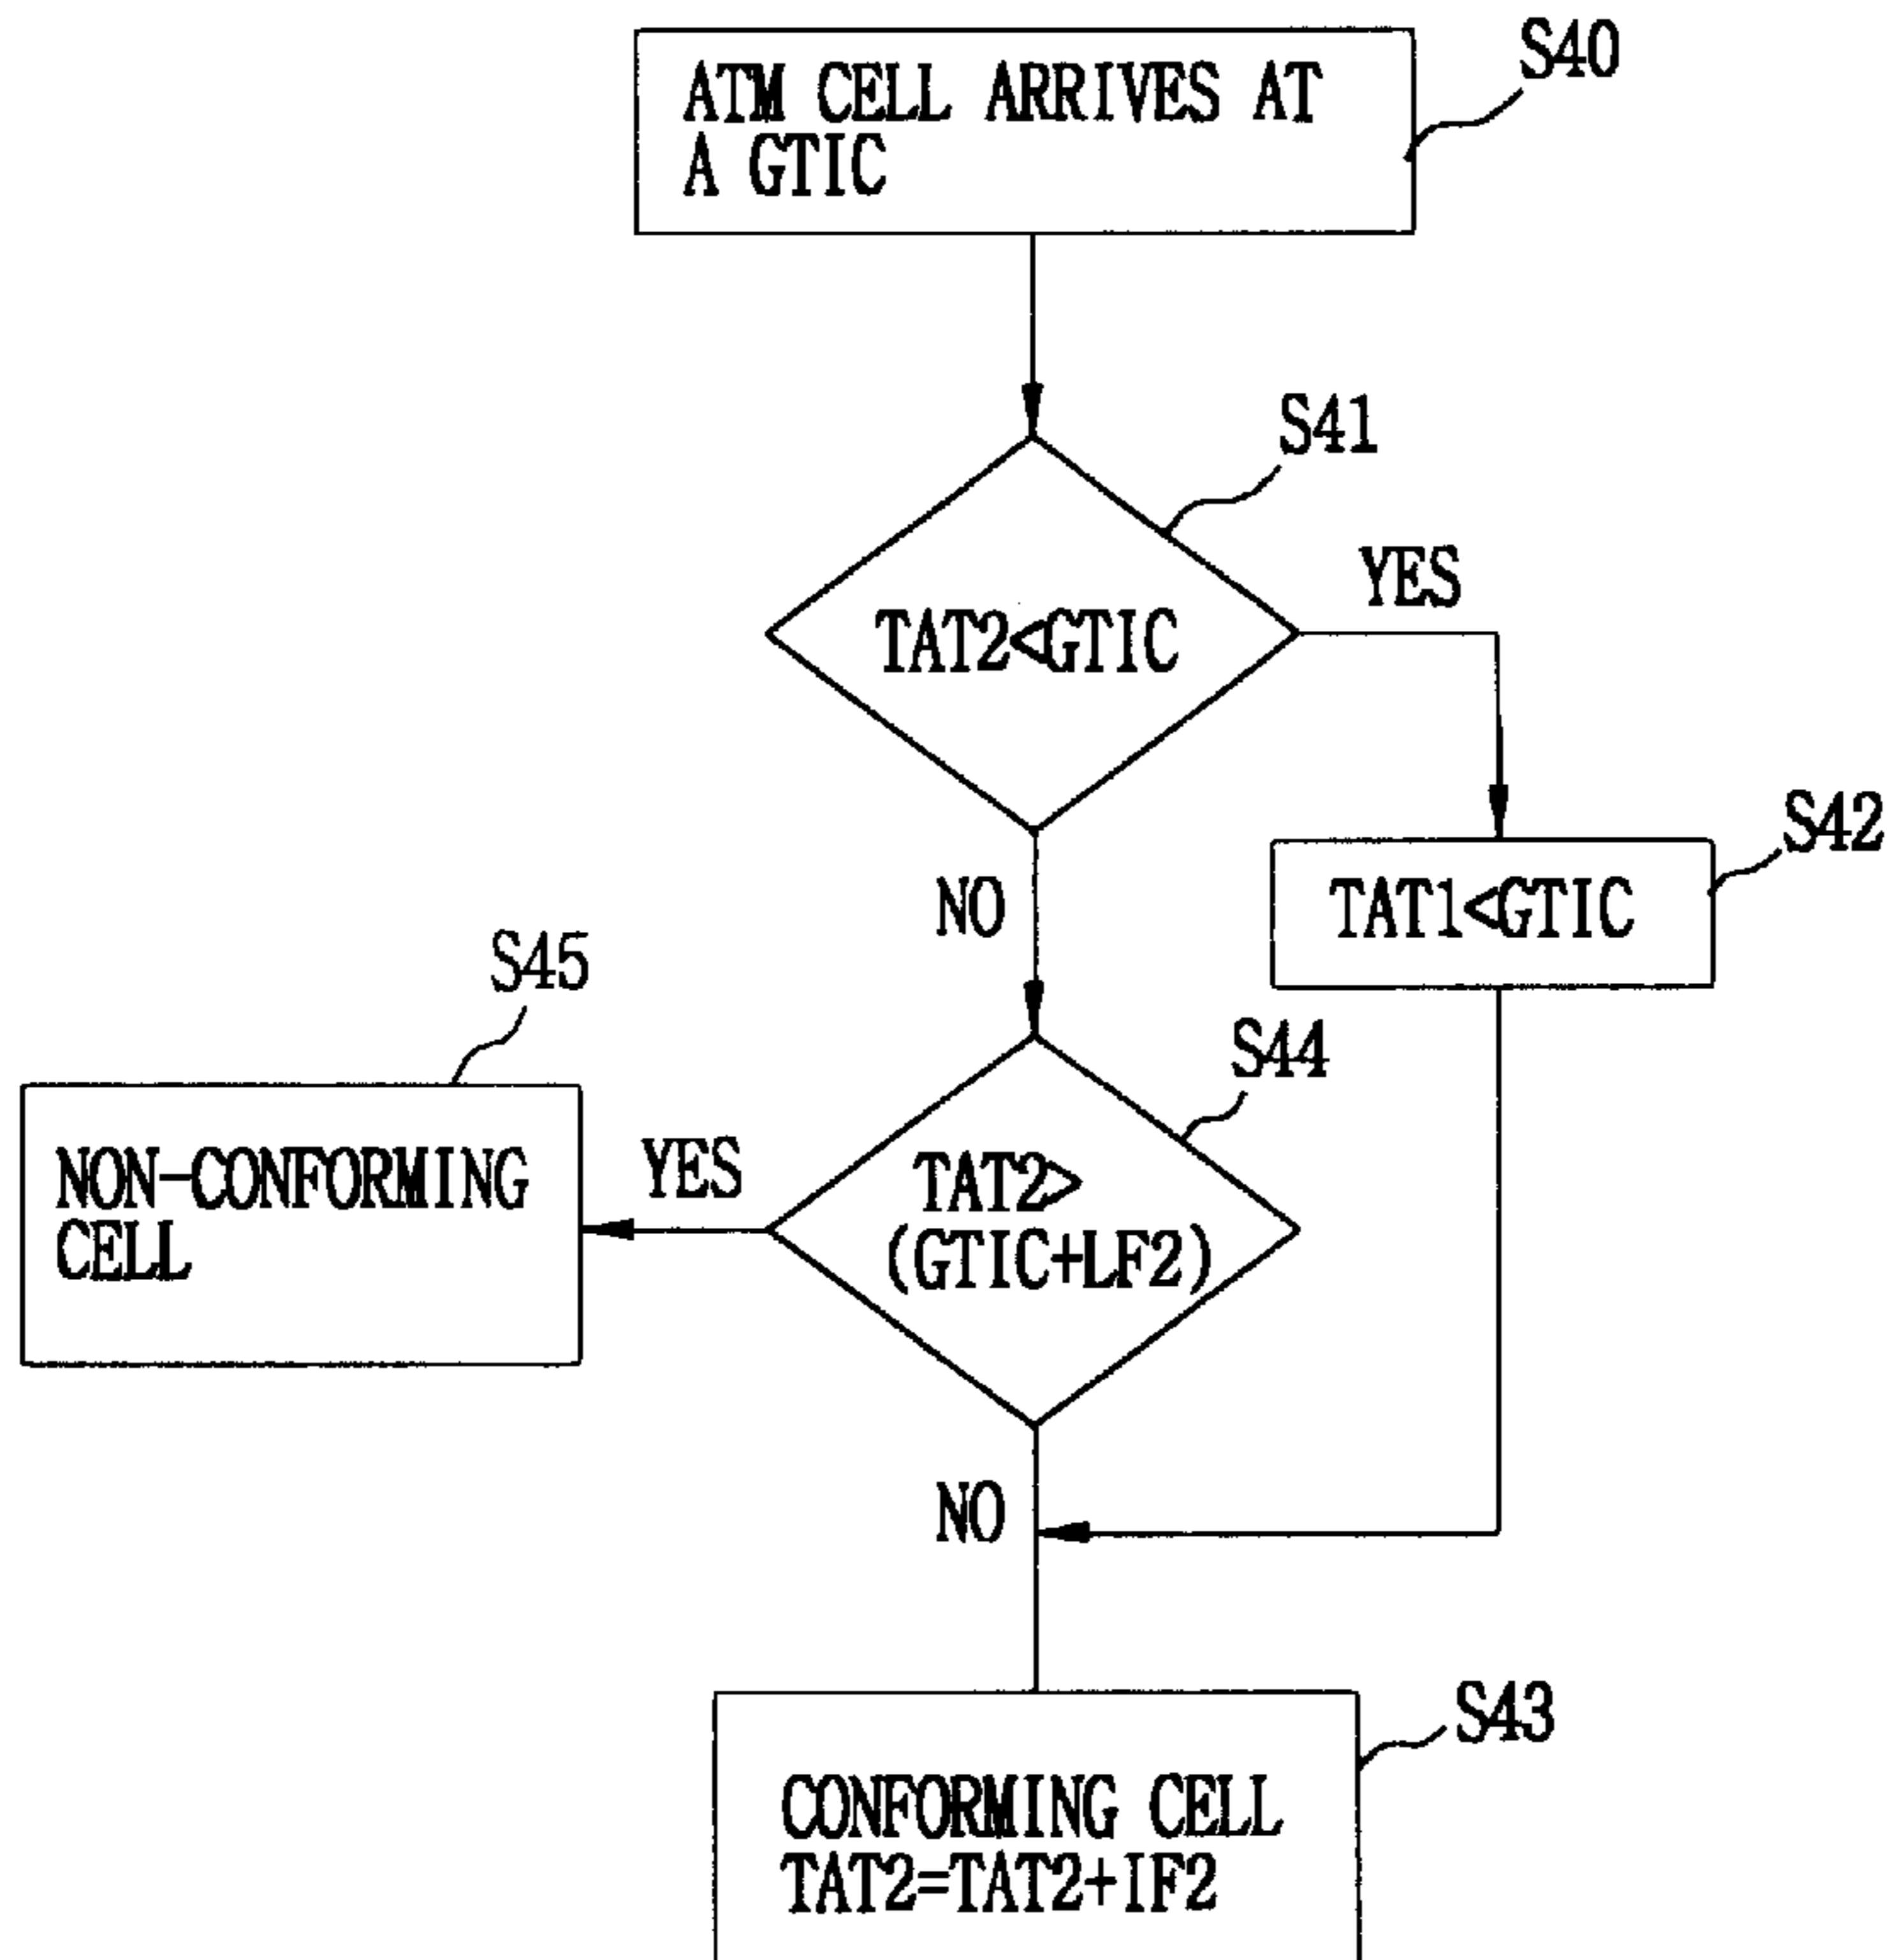 ATM CELL ARRIVES AT
A GTIC
S40
S41
TAT2<GTIC
YES
NO
TAT1<GTIC
S42
S45
NON-CONFORMING
CELL
YES
S44
TAT2>
(GTIC+LF2)
NO
S43
CONFORMING CELL
TAT2=TAT2+IF2